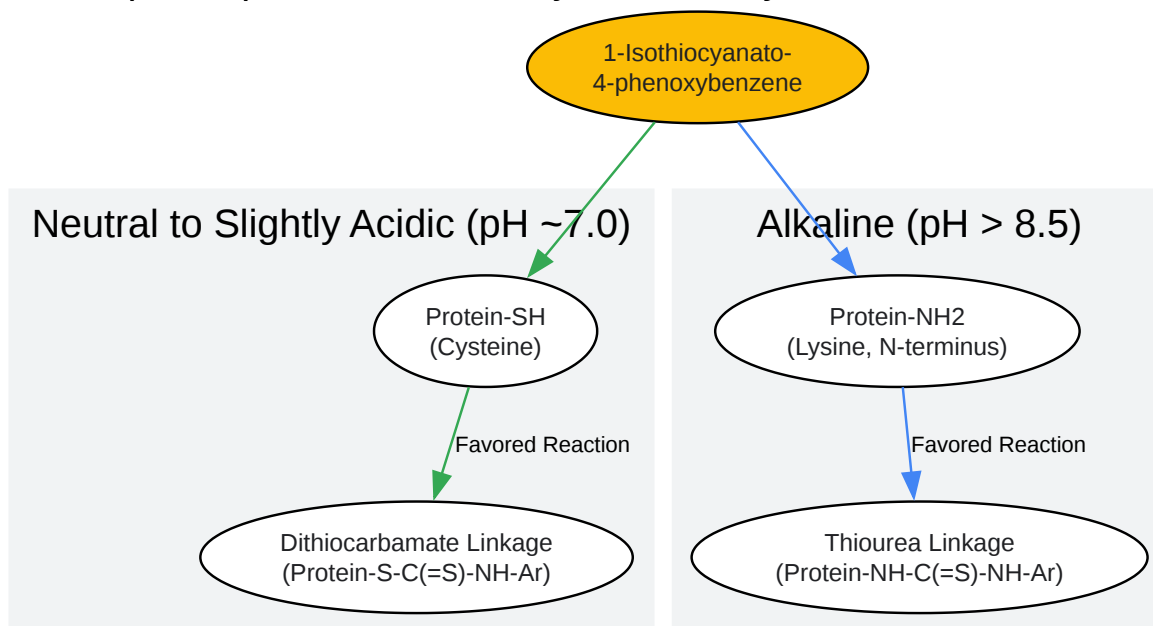 1-Isothiocyanato-
4-phenoxybenzene
Neutral to Slightly Acidic (pH ~7.0)
Alkaline (pH > 8.5)
Protein-SH
(Cysteine)
Protein-NH2
(Lysine, N-terminus)
Favored Reaction
Favored Reaction
Dithiocarbamate Linkage
(Protein-S-C(=S)-NH-Ar)
Thiourea Linkage
(Protein-NH-C(=S)-NH-Ar)